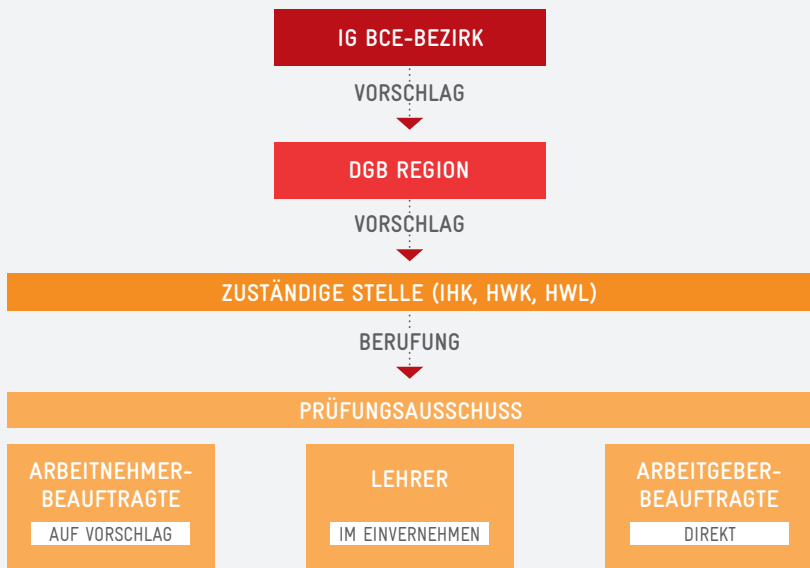 IG BCE-BEZIRK
VORSCHLAG
DGB REGION
VORSCHLAG
ZUSTÄNDIGE STELLE (IHK, HWK, HWL)
BERUFUNG
PRÜFUNGSAUSSCHUSS
ARBEITNEHMER-
BEAUFTRAGTE
AUF VORSCHLAG
LEHRER
IM EINVERNEHMEN
ARBEITGEBER-
BEAUFTRAGTE
DIREKT